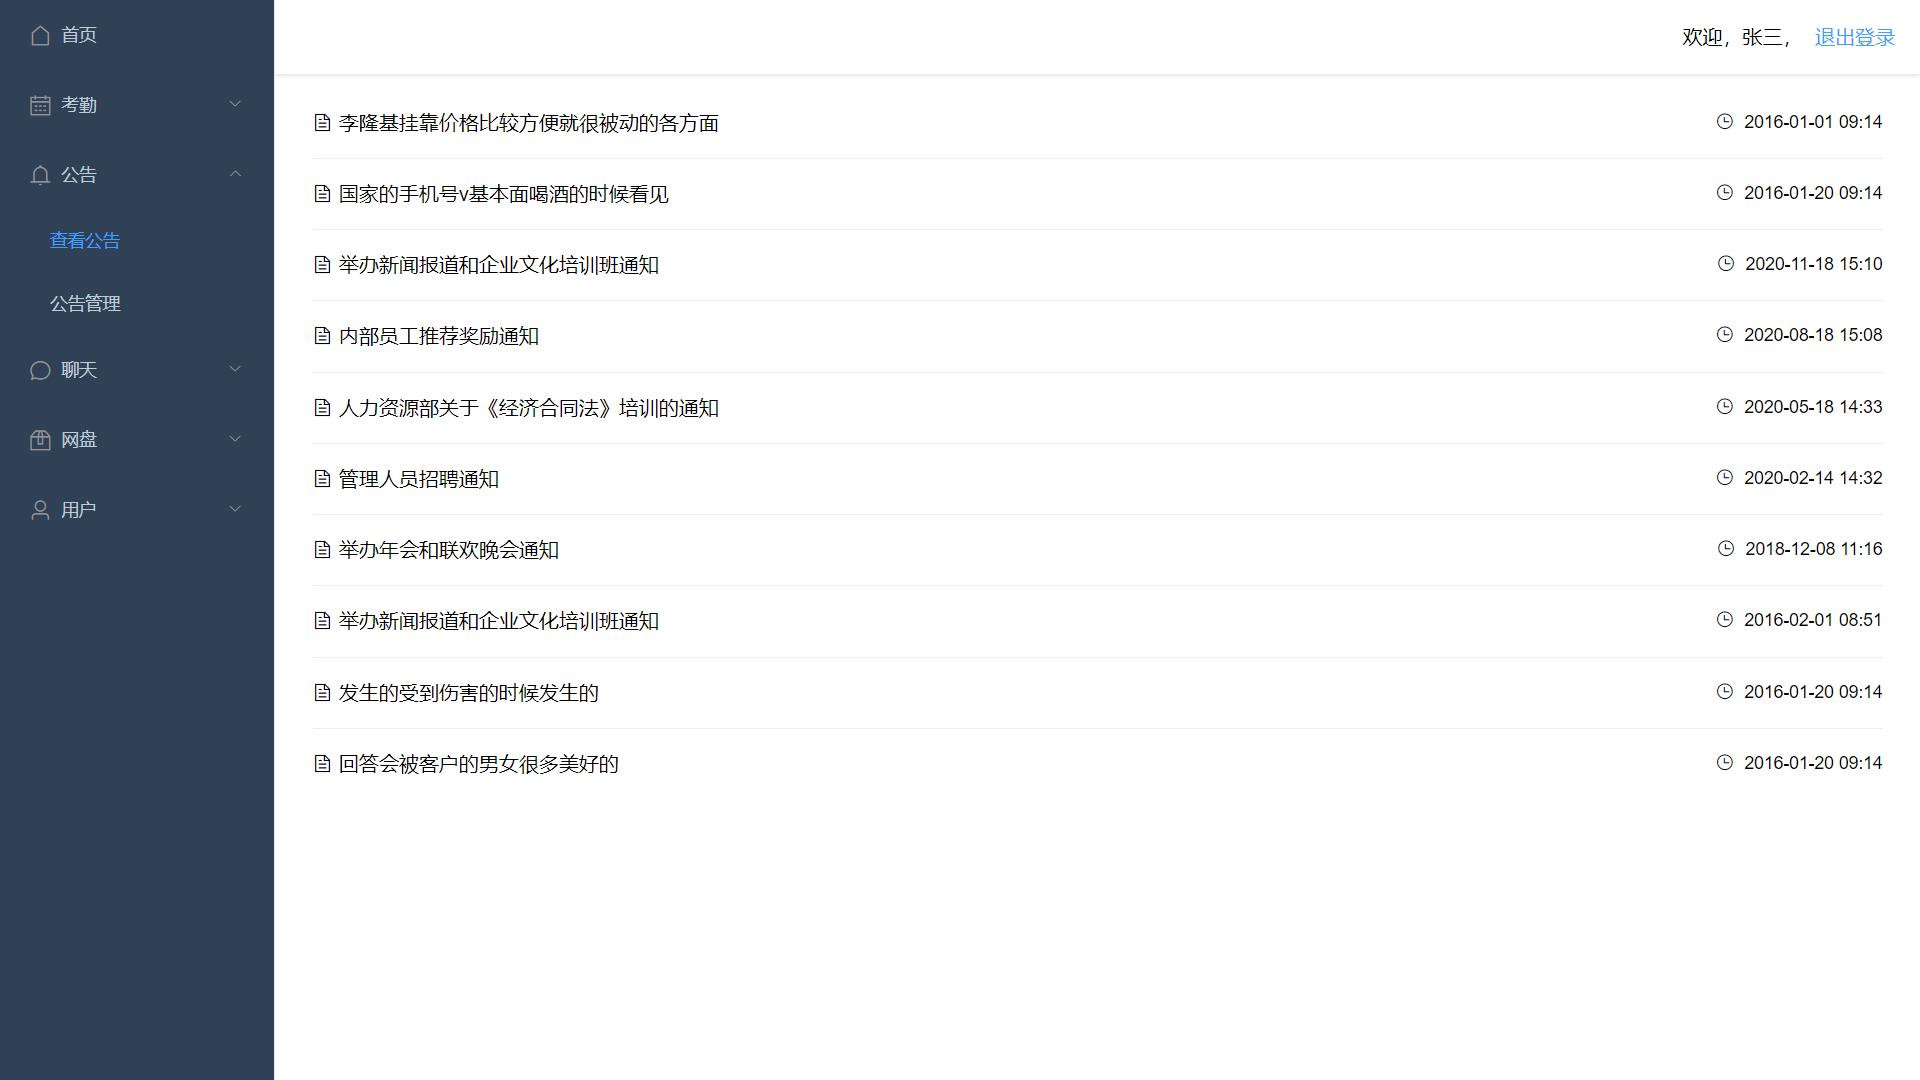 首页
考勤
公告
查看公告
公告管理
聊天
网盘
用户
欢迎，张三， 退出登录
李隆基挂靠价格比较方便就很被动的各方面 2016-01-01 09:14
国家的手机号v基本面喝酒的时候看见 2016-01-20 09:14
举办新闻报道和企业文化培训班通知 2020-11-18 15:10
内部员工推荐奖励通知 2020-08-18 15:08
人力资源部关于《经济合同法》培训的通知 2020-05-18 14:33
管理人员招聘通知 2020-02-14 14:32
举办年会和联欢晚会通知 2018-12-08 11:16
举办新闻报道和企业文化培训班通知 2016-02-01 08:51
发生的受到伤害的时候发生的 2016-01-20 09:14
回答会被客户的男女很多美好的 2016-01-20 09:14